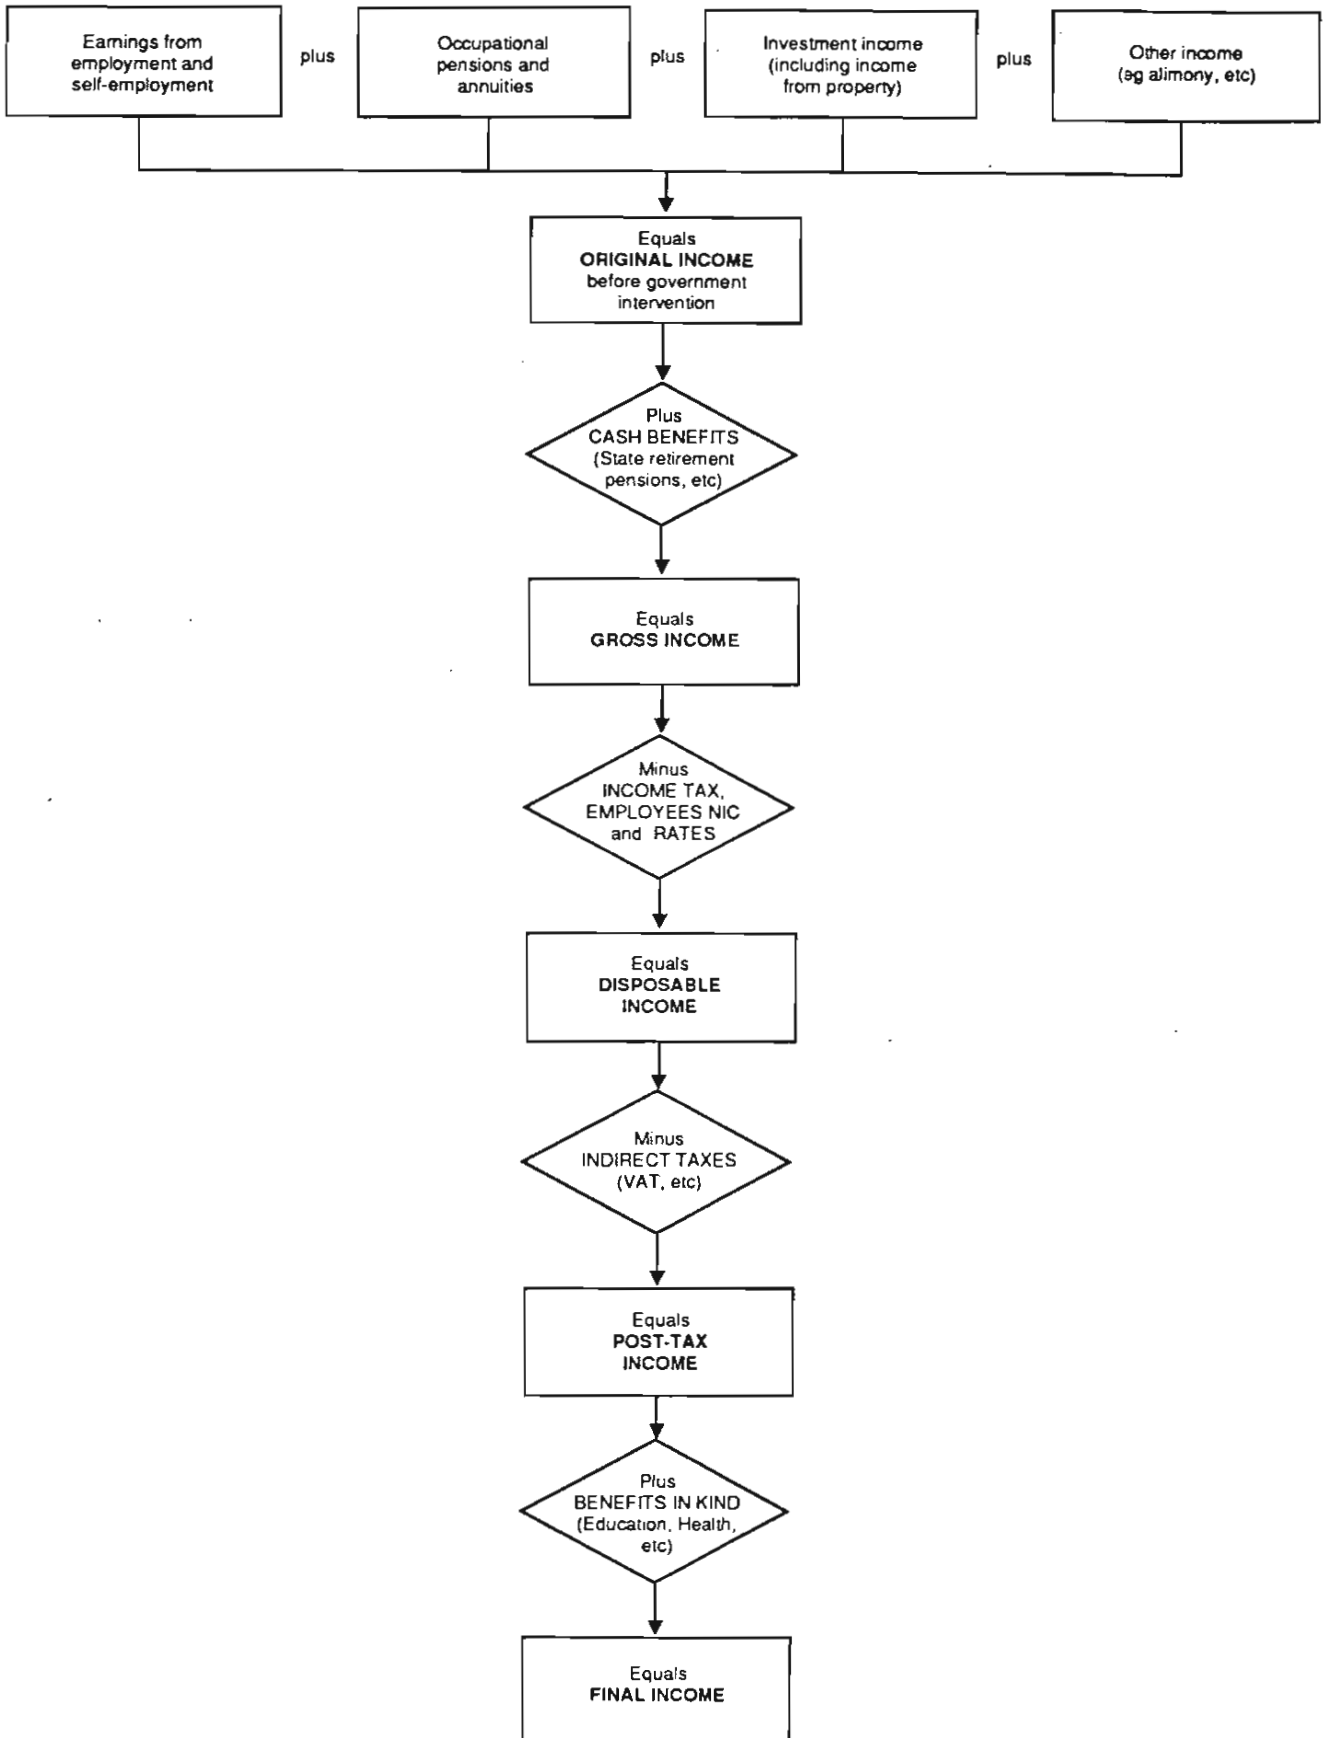 Earnings from
employment and
self-employment
plus
Occupational
pensions and
annuities
plus
Investment income
(including income
from property)
plus
Other income
(eg alimony, etc)
Equals
ORIGINAL INCOME
before government
intervention
Plus
CASH BENEFITS
(State retirement
pensions, etc)
Equals
GROSS INCOME
Minus
INCOME TAX,
EMPLOYEES NIC
and RATES
Equals
DISPOSABLE
INCOME
Minus
INDIRECT TAXES
(VAT, etc)
Equals
POST-TAX
INCOME
Plus
BENEFITS IN KIND
(Education, Health,
etc)
Equals
FINAL INCOME